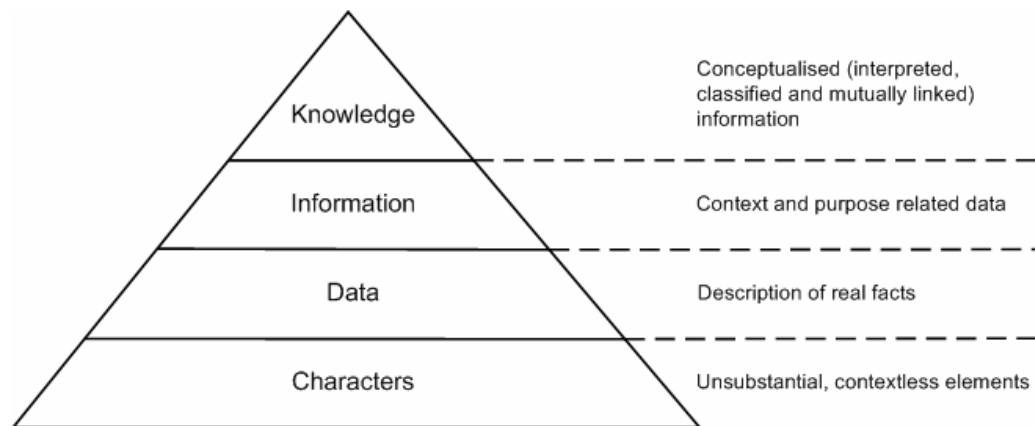 Knowledge
Conceptualised (interpreted,
classified and mutually linked)
information
Information
Context and purpose related data
Data
Description of real facts
Characters
Unsubstantial, contextless elements